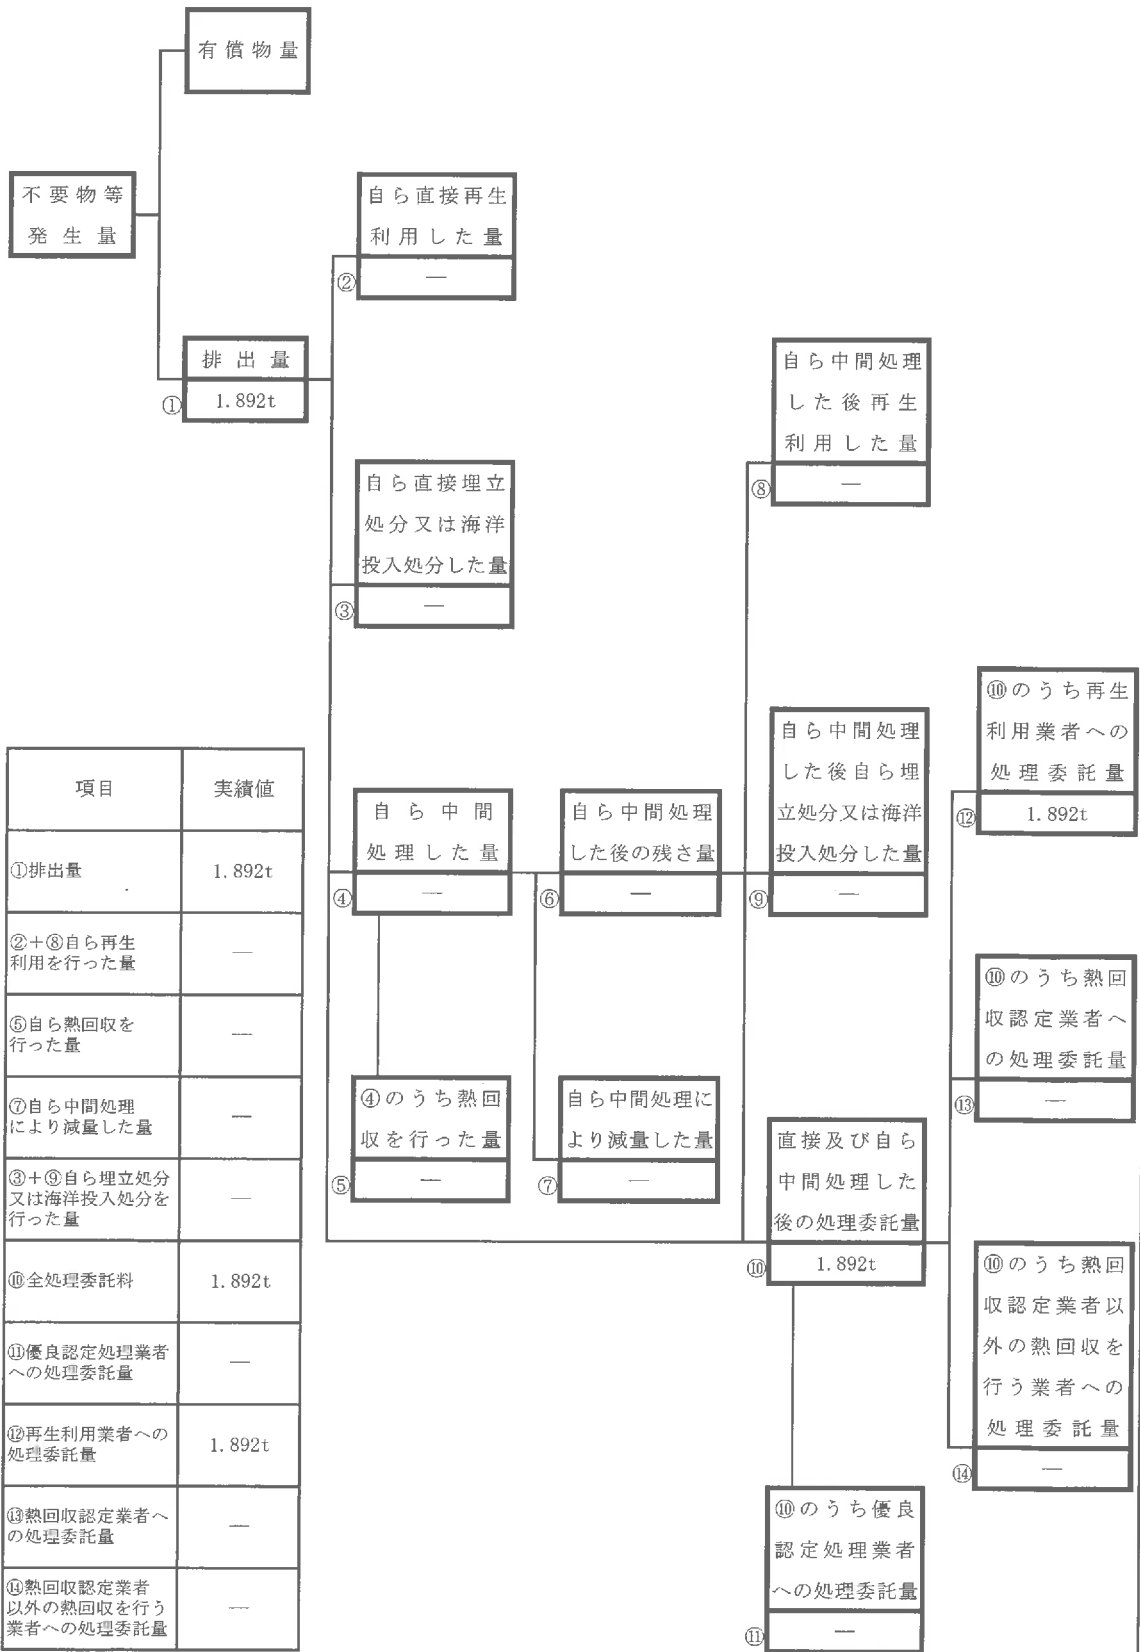 有償物量
不要物等
発生量
自ら直接再生
利用した量
②
—
排出量
①
1.892t
自ら中間処理
した後再生
利用した量
⑧
—
自ら直接埋立
処分又は海洋
投入処分した量
③
—
⑩のうち再生
利用業者への
処理委託量
⑫
1.892t
自ら中間処理
した後自ら埋
立処分又は海洋
投入処分した量
⑨
—
自ら中間
処理した量
④
—
自ら中間処理
した後の残さ量
⑥
—
⑩のうち熱回
収認定業者へ
の処理委託量
⑬
—
④のうち熱回
収を行った量
⑤
—
自ら中間処理に
より減量した量
⑦
—
直接及び自ら
中間処理した
後の処理委託量
⑩
1.892t
⑩のうち熱回
収認定業者以
外の熱回収を
行う業者への
処理委託量
⑭
—
⑩のうち優良
認定処理業者
への処理委託量
⑪
—
項目 実績値
①排出量 1.892t
②+⑧自ら再生
利用を行った量 —
⑤自ら熱回収を
行った量 —
⑦自ら中間処理
により減量した量 —
③+⑨自ら埋立処分
又は海洋投入処分を
行った量 —
⑩全処理委託料 1.892t
⑪優良認定処理業者
への処理委託量 —
⑫再生利用業者への
処理委託量 1.892t
⑬熱回収認定業者へ
の処理委託量 —
⑭熱回収認定業者
以外の熱回収を行う
業者への処理委託量 —